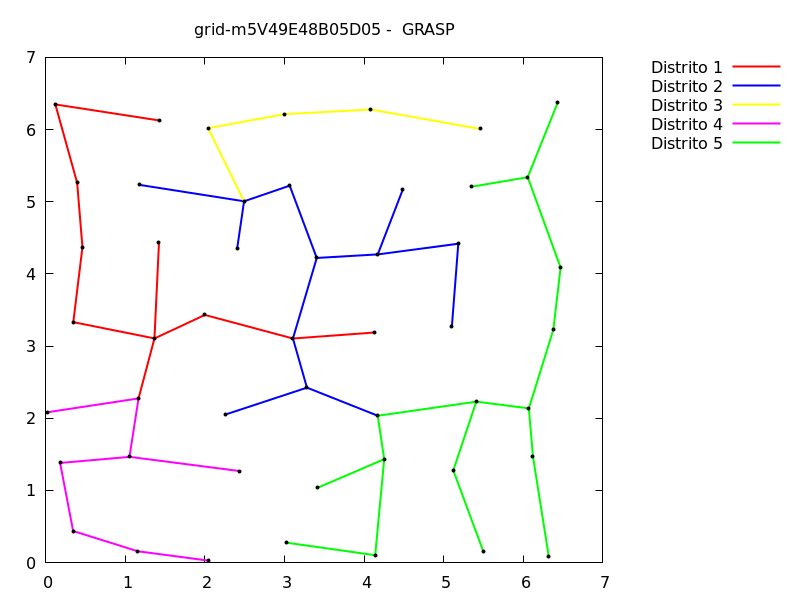 grid-m5V49E48B05D05 -  GRASP
Distrito 1
Distrito 2
Distrito 3
Distrito 4
Distrito 5
7
6
5
4
3
2
1
0
0 1 2 3 4 5 6 7